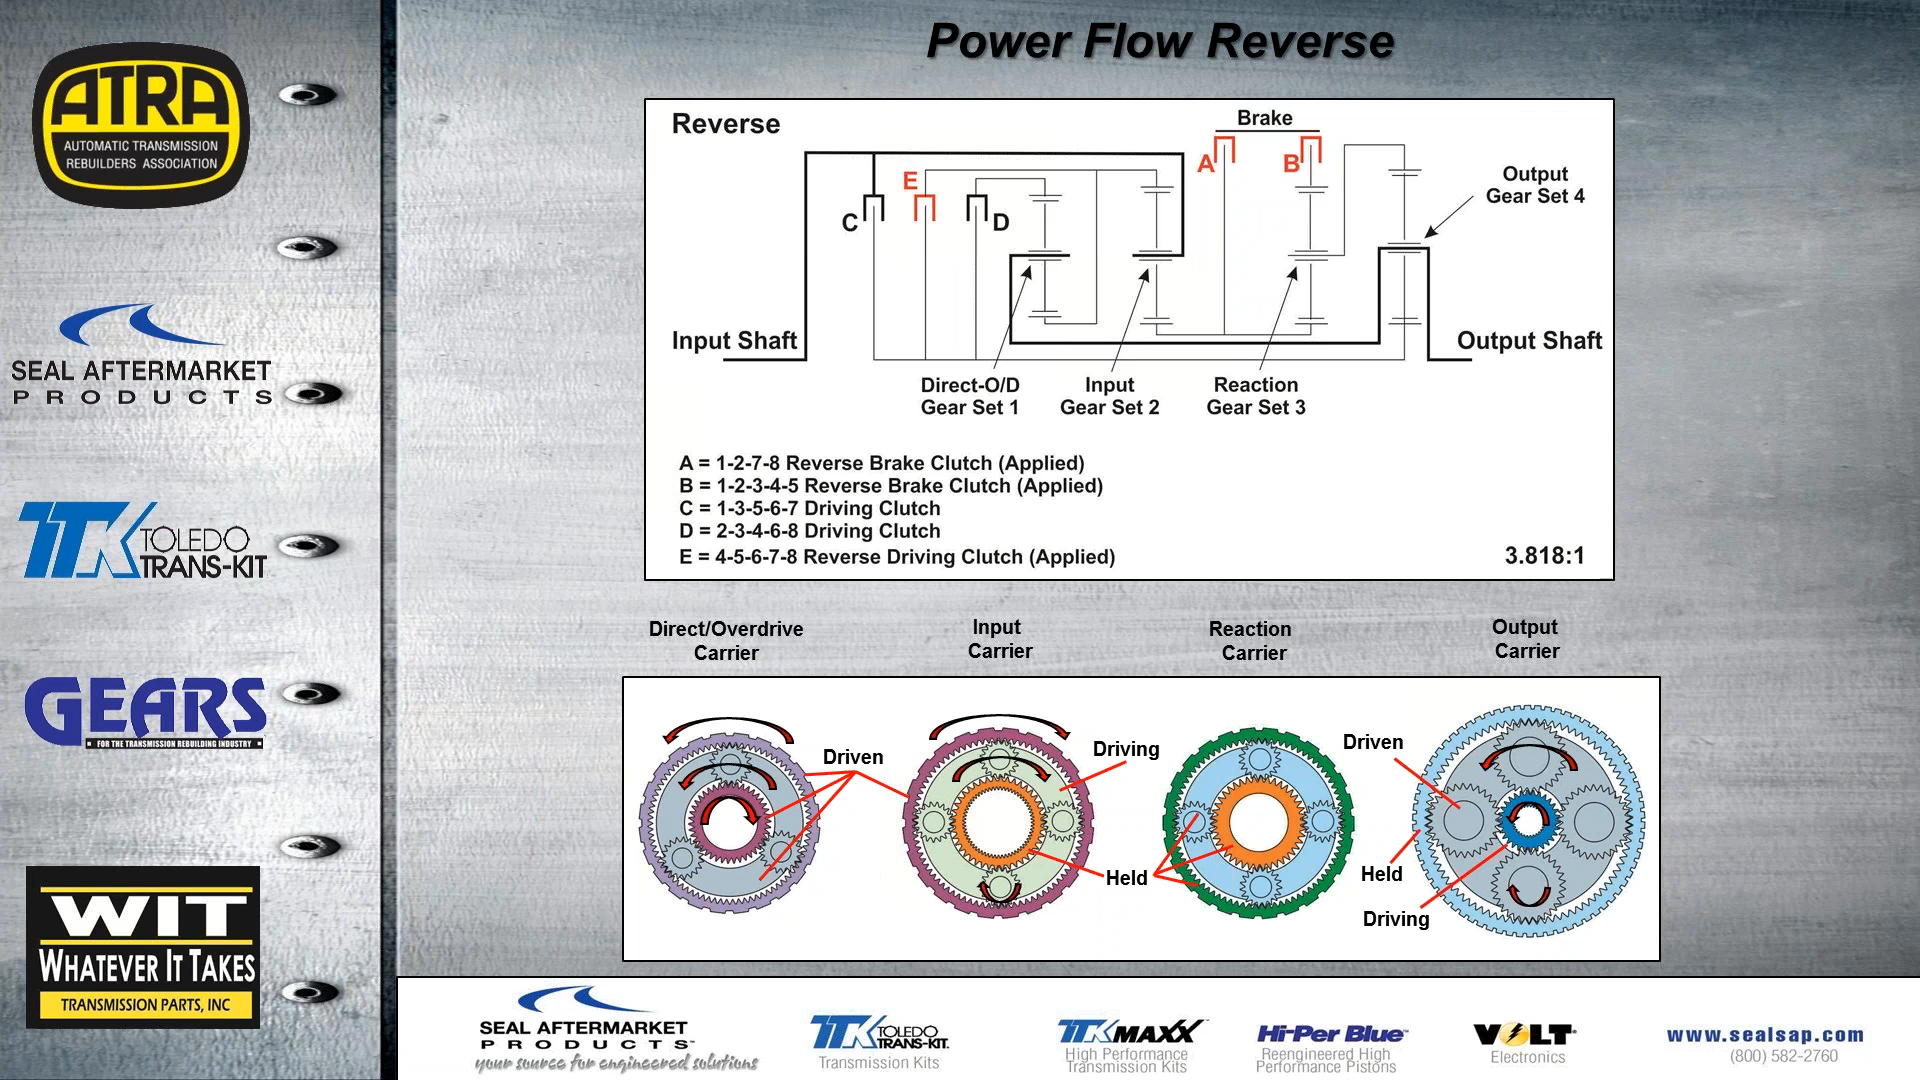 Power Flow Reverse
ATRA
AUTOMATIC TRANSMISSION
REBUILDERS ASSOCIATION
SEAL AFTERMARKET
PRODUCTS
TTK TOLEDO
TRANS-KIT
GEARS
FOR THE TRANSMISSION REBUILDING INDUSTRY
WIT
WHATEVER IT TAKES
TRANSMISSION PARTS, INC
Reverse
Brake
A
B
E
C
D
Output
Gear Set 4
Input Shaft
Output Shaft
Direct-O/D
Gear Set 1
Input
Gear Set 2
Reaction
Gear Set 3
A = 1-2-7-8 Reverse Brake Clutch (Applied)
B = 1-2-3-4-5 Reverse Brake Clutch (Applied)
C = 1-3-5-6-7 Driving Clutch
D = 2-3-4-6-8 Driving Clutch
E = 4-5-6-7-8 Reverse Driving Clutch (Applied)
3.818:1
Direct/Overdrive
Carrier
Input
Carrier
Reaction
Carrier
Output
Carrier
Driven
Driving
Held
Driven
Held
Driving
SEAL AFTERMARKET
PRODUCTS™
your source for engineered solutions
TTK TOLEDO
TRANS-KIT.
Transmission Kits
TTK MAXX™
High Performance
Transmission Kits
Hi-Per Blue™
Reengineered High
Performance Pistons
VOLT
Electronics
www.sealsap.com
(800) 582-2760